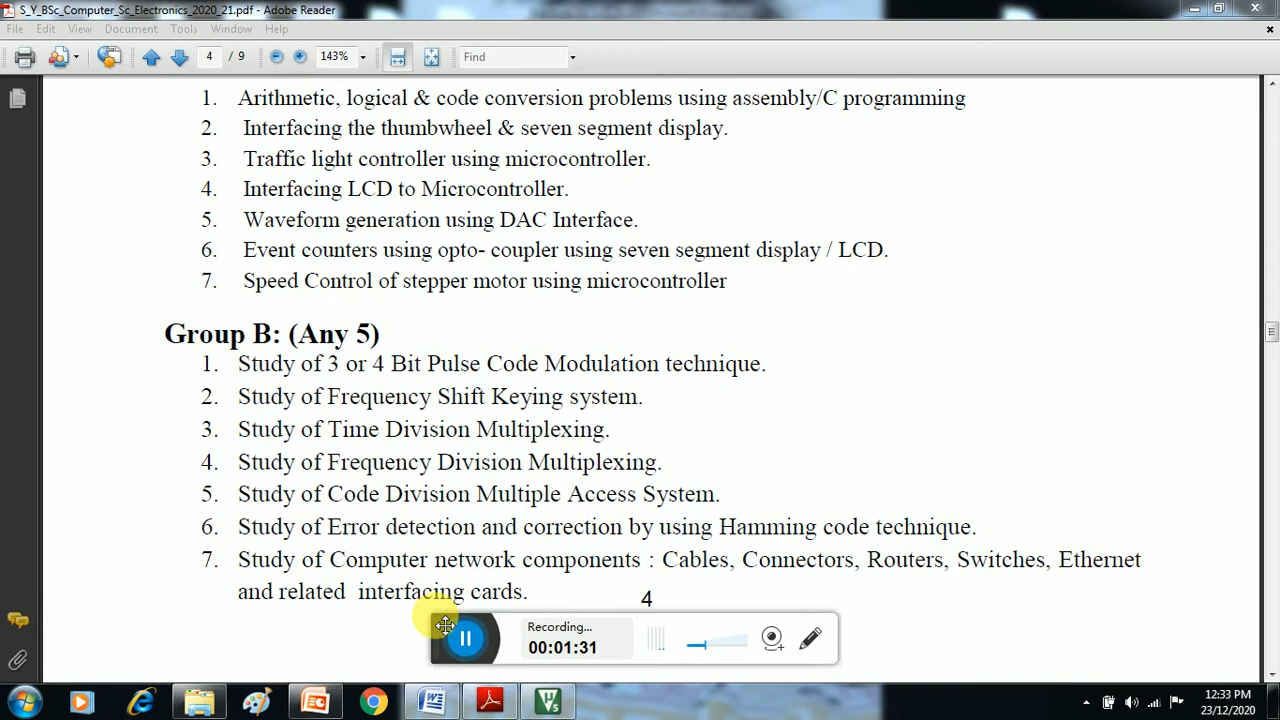 S_Y_BSc_Computer_Sc_Electronics_2020_21.pdf - Adobe Reader
File Edit View Document Tools Window Help
4 / 9 143% Find
1. Arithmetic, logical & code conversion problems using assembly/C programming
2. Interfacing the thumbwheel & seven segment display.
3. Traffic light controller using microcontroller.
4. Interfacing LCD to Microcontroller.
5. Waveform generation using DAC Interface.
6. Event counters using opto- coupler using seven segment display / LCD.
7. Speed Control of stepper motor using microcontroller
Group B: (Any 5)
1. Study of 3 or 4 Bit Pulse Code Modulation technique.
2. Study of Frequency Shift Keying system.
3. Study of Time Division Multiplexing.
4. Study of Frequency Division Multiplexing.
5. Study of Code Division Multiple Access System.
6. Study of Error detection and correction by using Hamming code technique.
7. Study of Computer network components : Cables, Connectors, Routers, Switches, Ethernet
and related interfacing cards.
4
Recording...
00:01:31
12:33 PM
23/12/2020